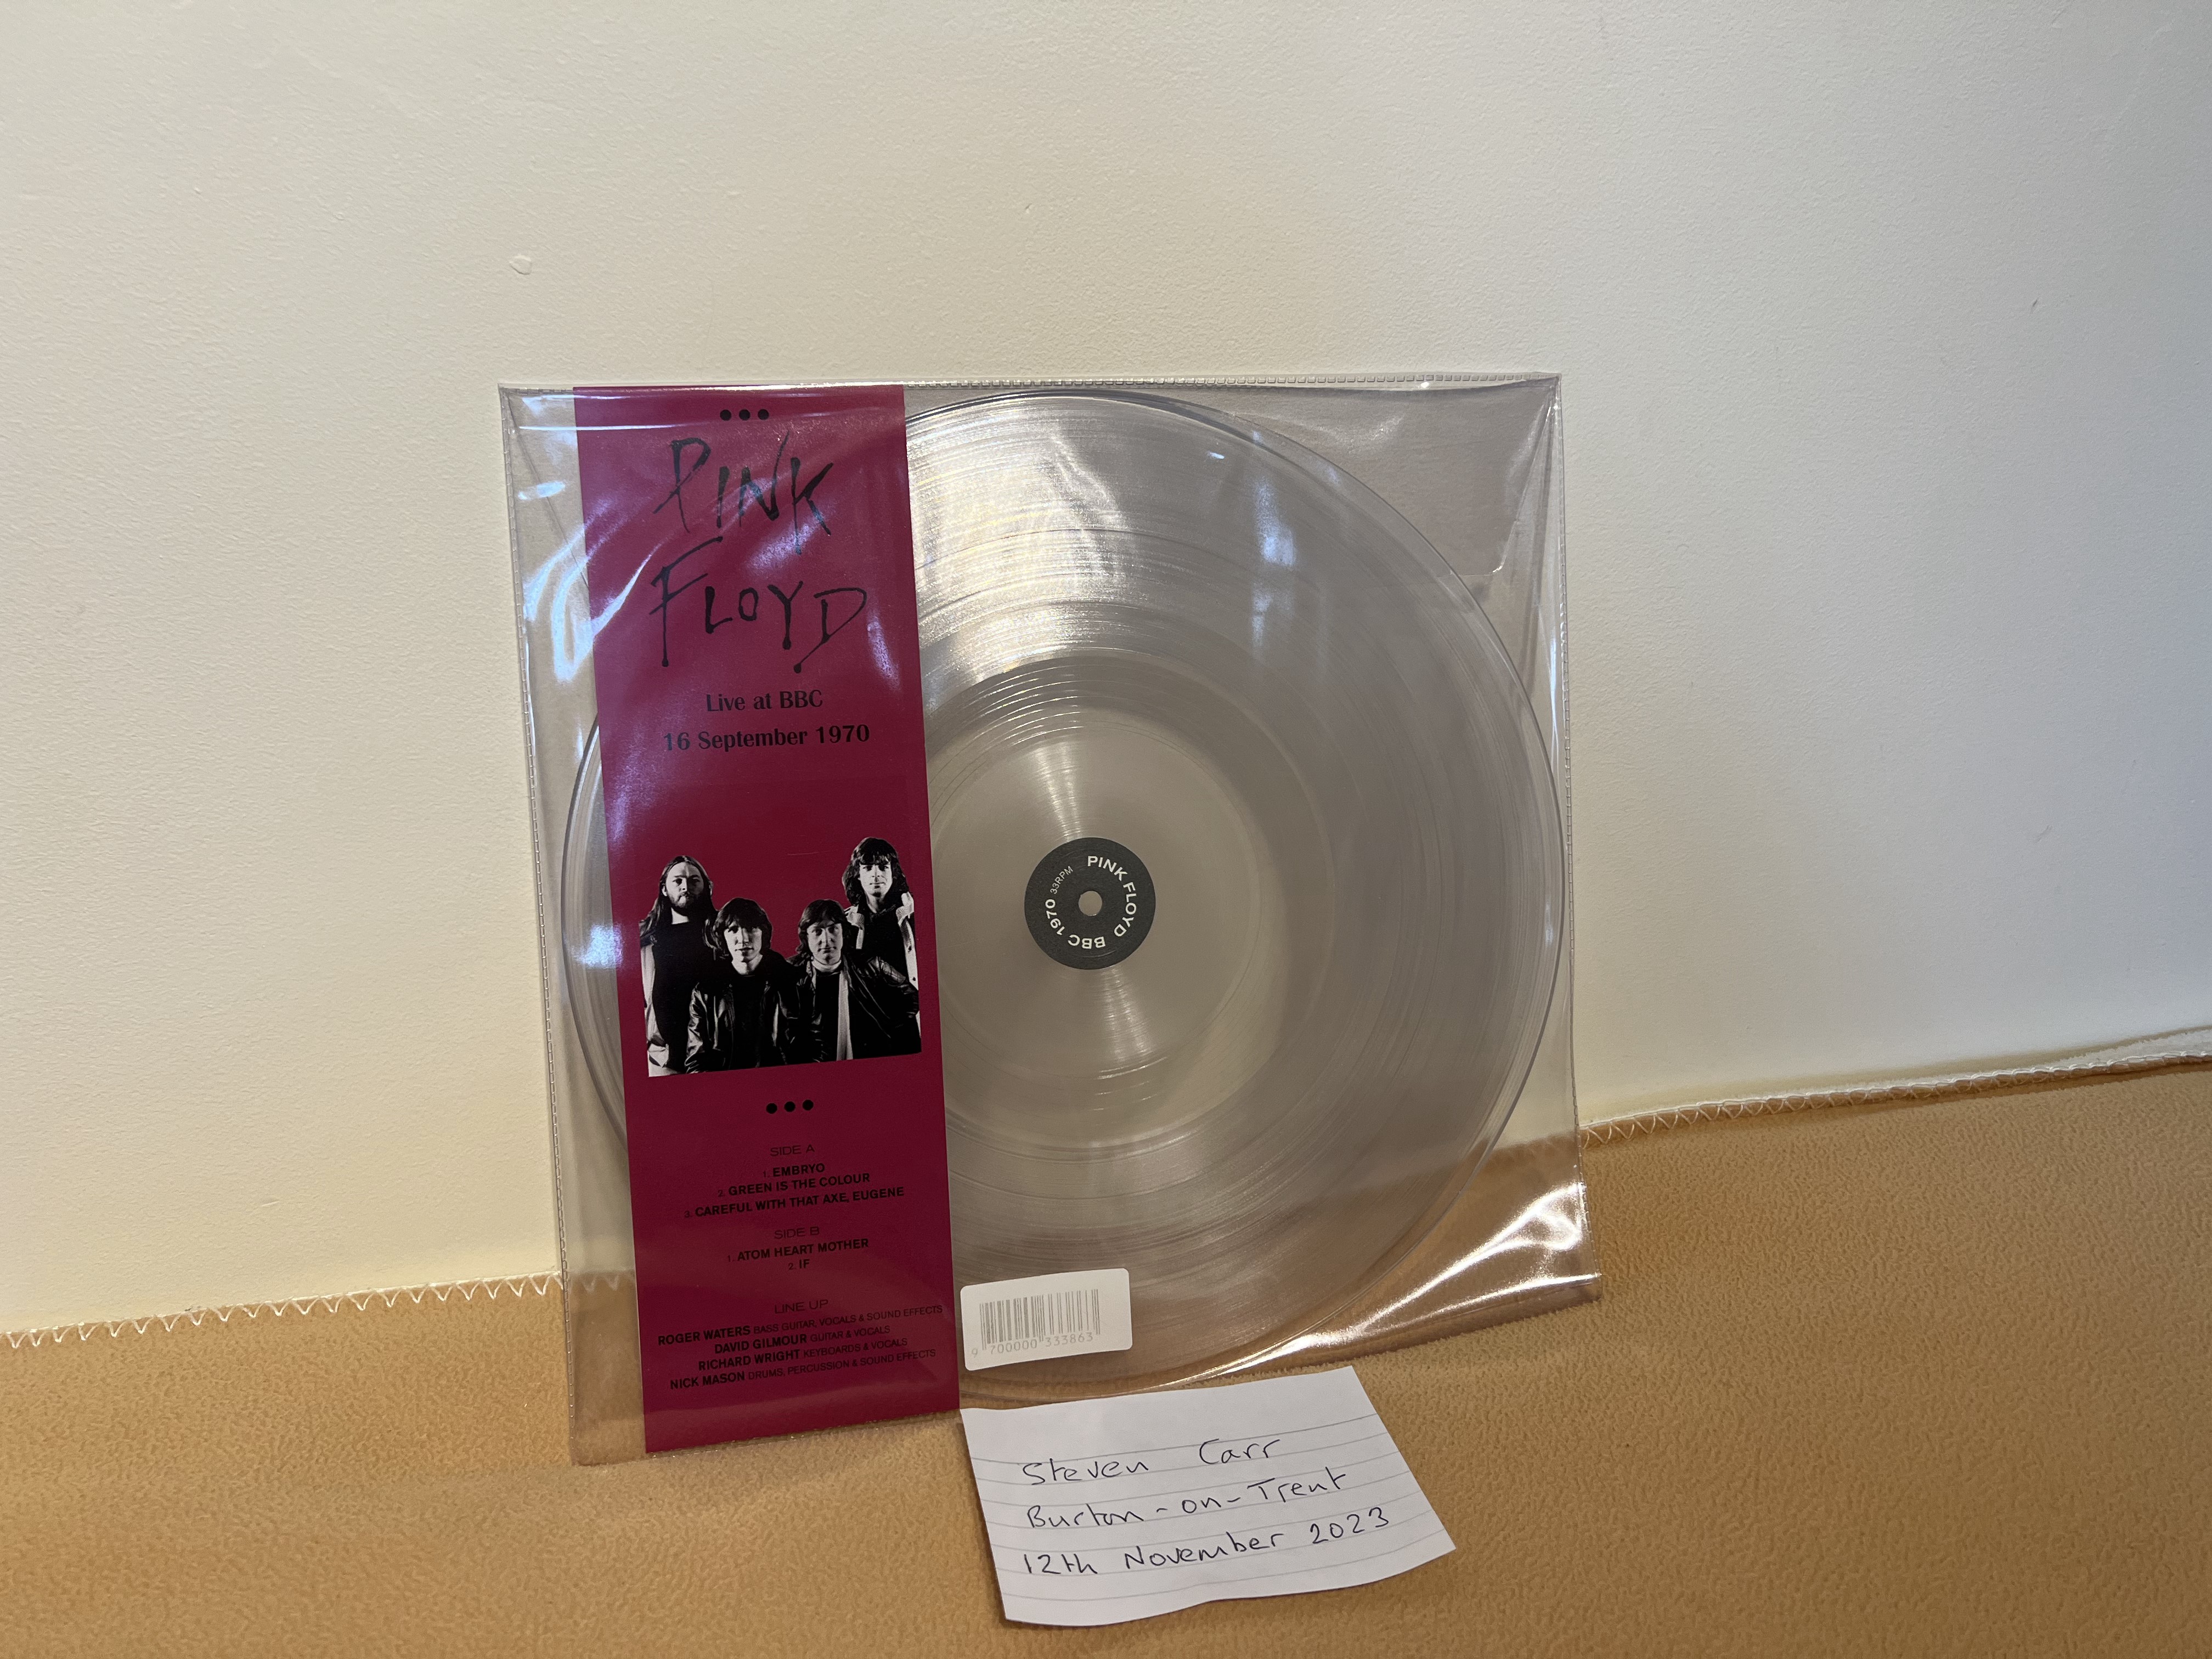 PINK
FLOYD
Live at BBC
16 September 1970
SIDE A
1. EMBRYO
2. GREEN IS THE COLOUR
3. CAREFUL WITH THAT AXE, EUGENE
SIDE B
1. ATOM HEART MOTHER
2. IF
LINE UP
ROGER WATERS BASS GUITAR, VOCALS & SOUND EFFECTS
DAVID GILMOUR GUITAR & VOCALS
RICHARD WRIGHT KEYBOARDS & VOCALS
NICK MASON DRUMS, PERCUSSION & SOUND EFFECTS
PINK FLOYD BBC 1970 33RPM
9 700000 333863
Steven Carr
Burton-on-Trent
12th November 2023